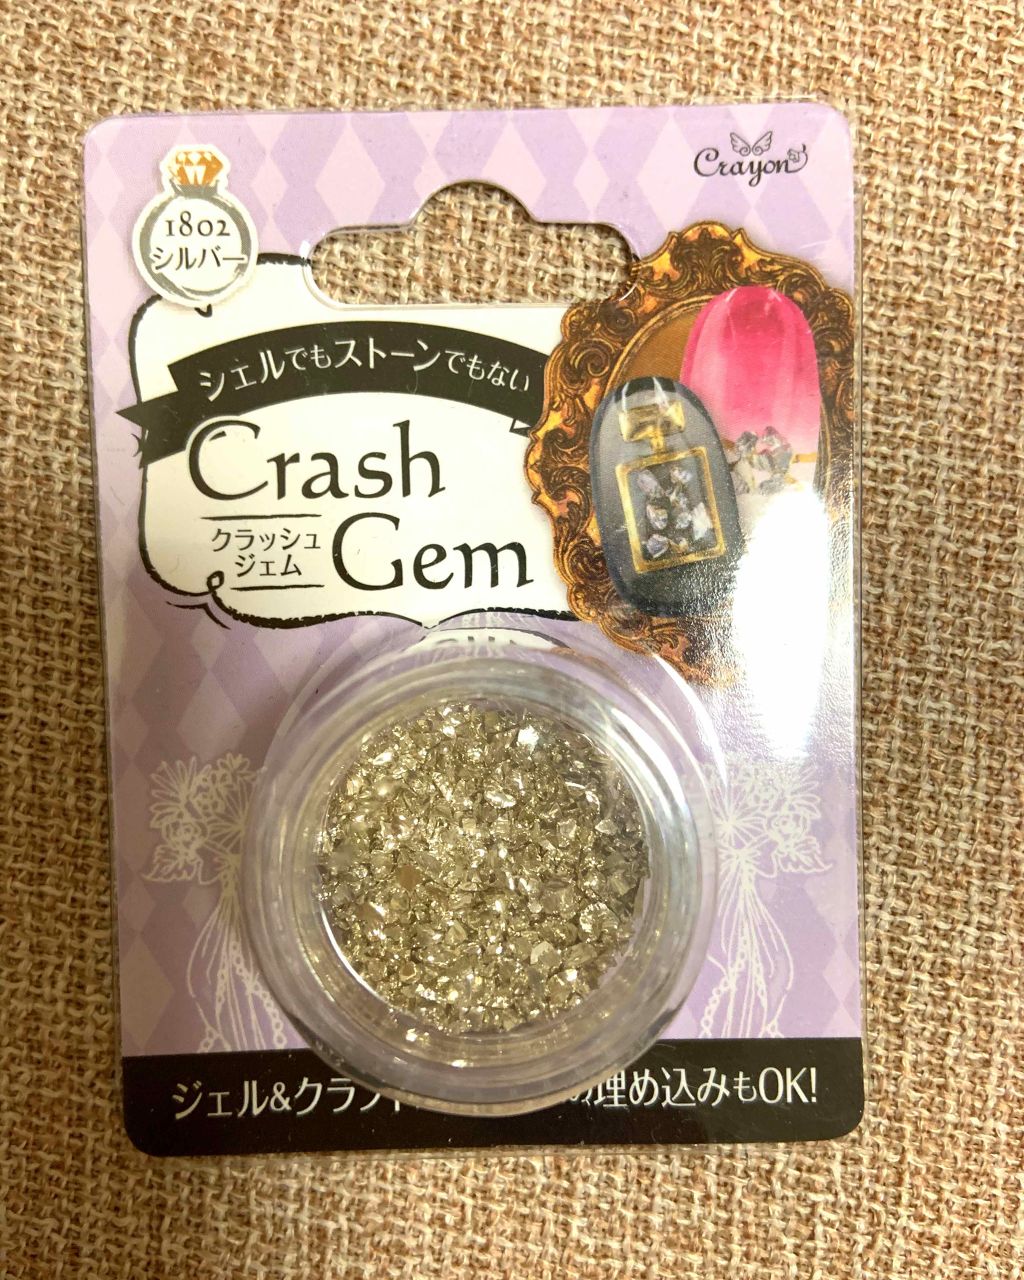 Crayon
1802
シルバー
シェルでもストーンでもない
Crash
クラッシュ
ジェム
Gem
ジェル&クラフト
埋め込みもOK!